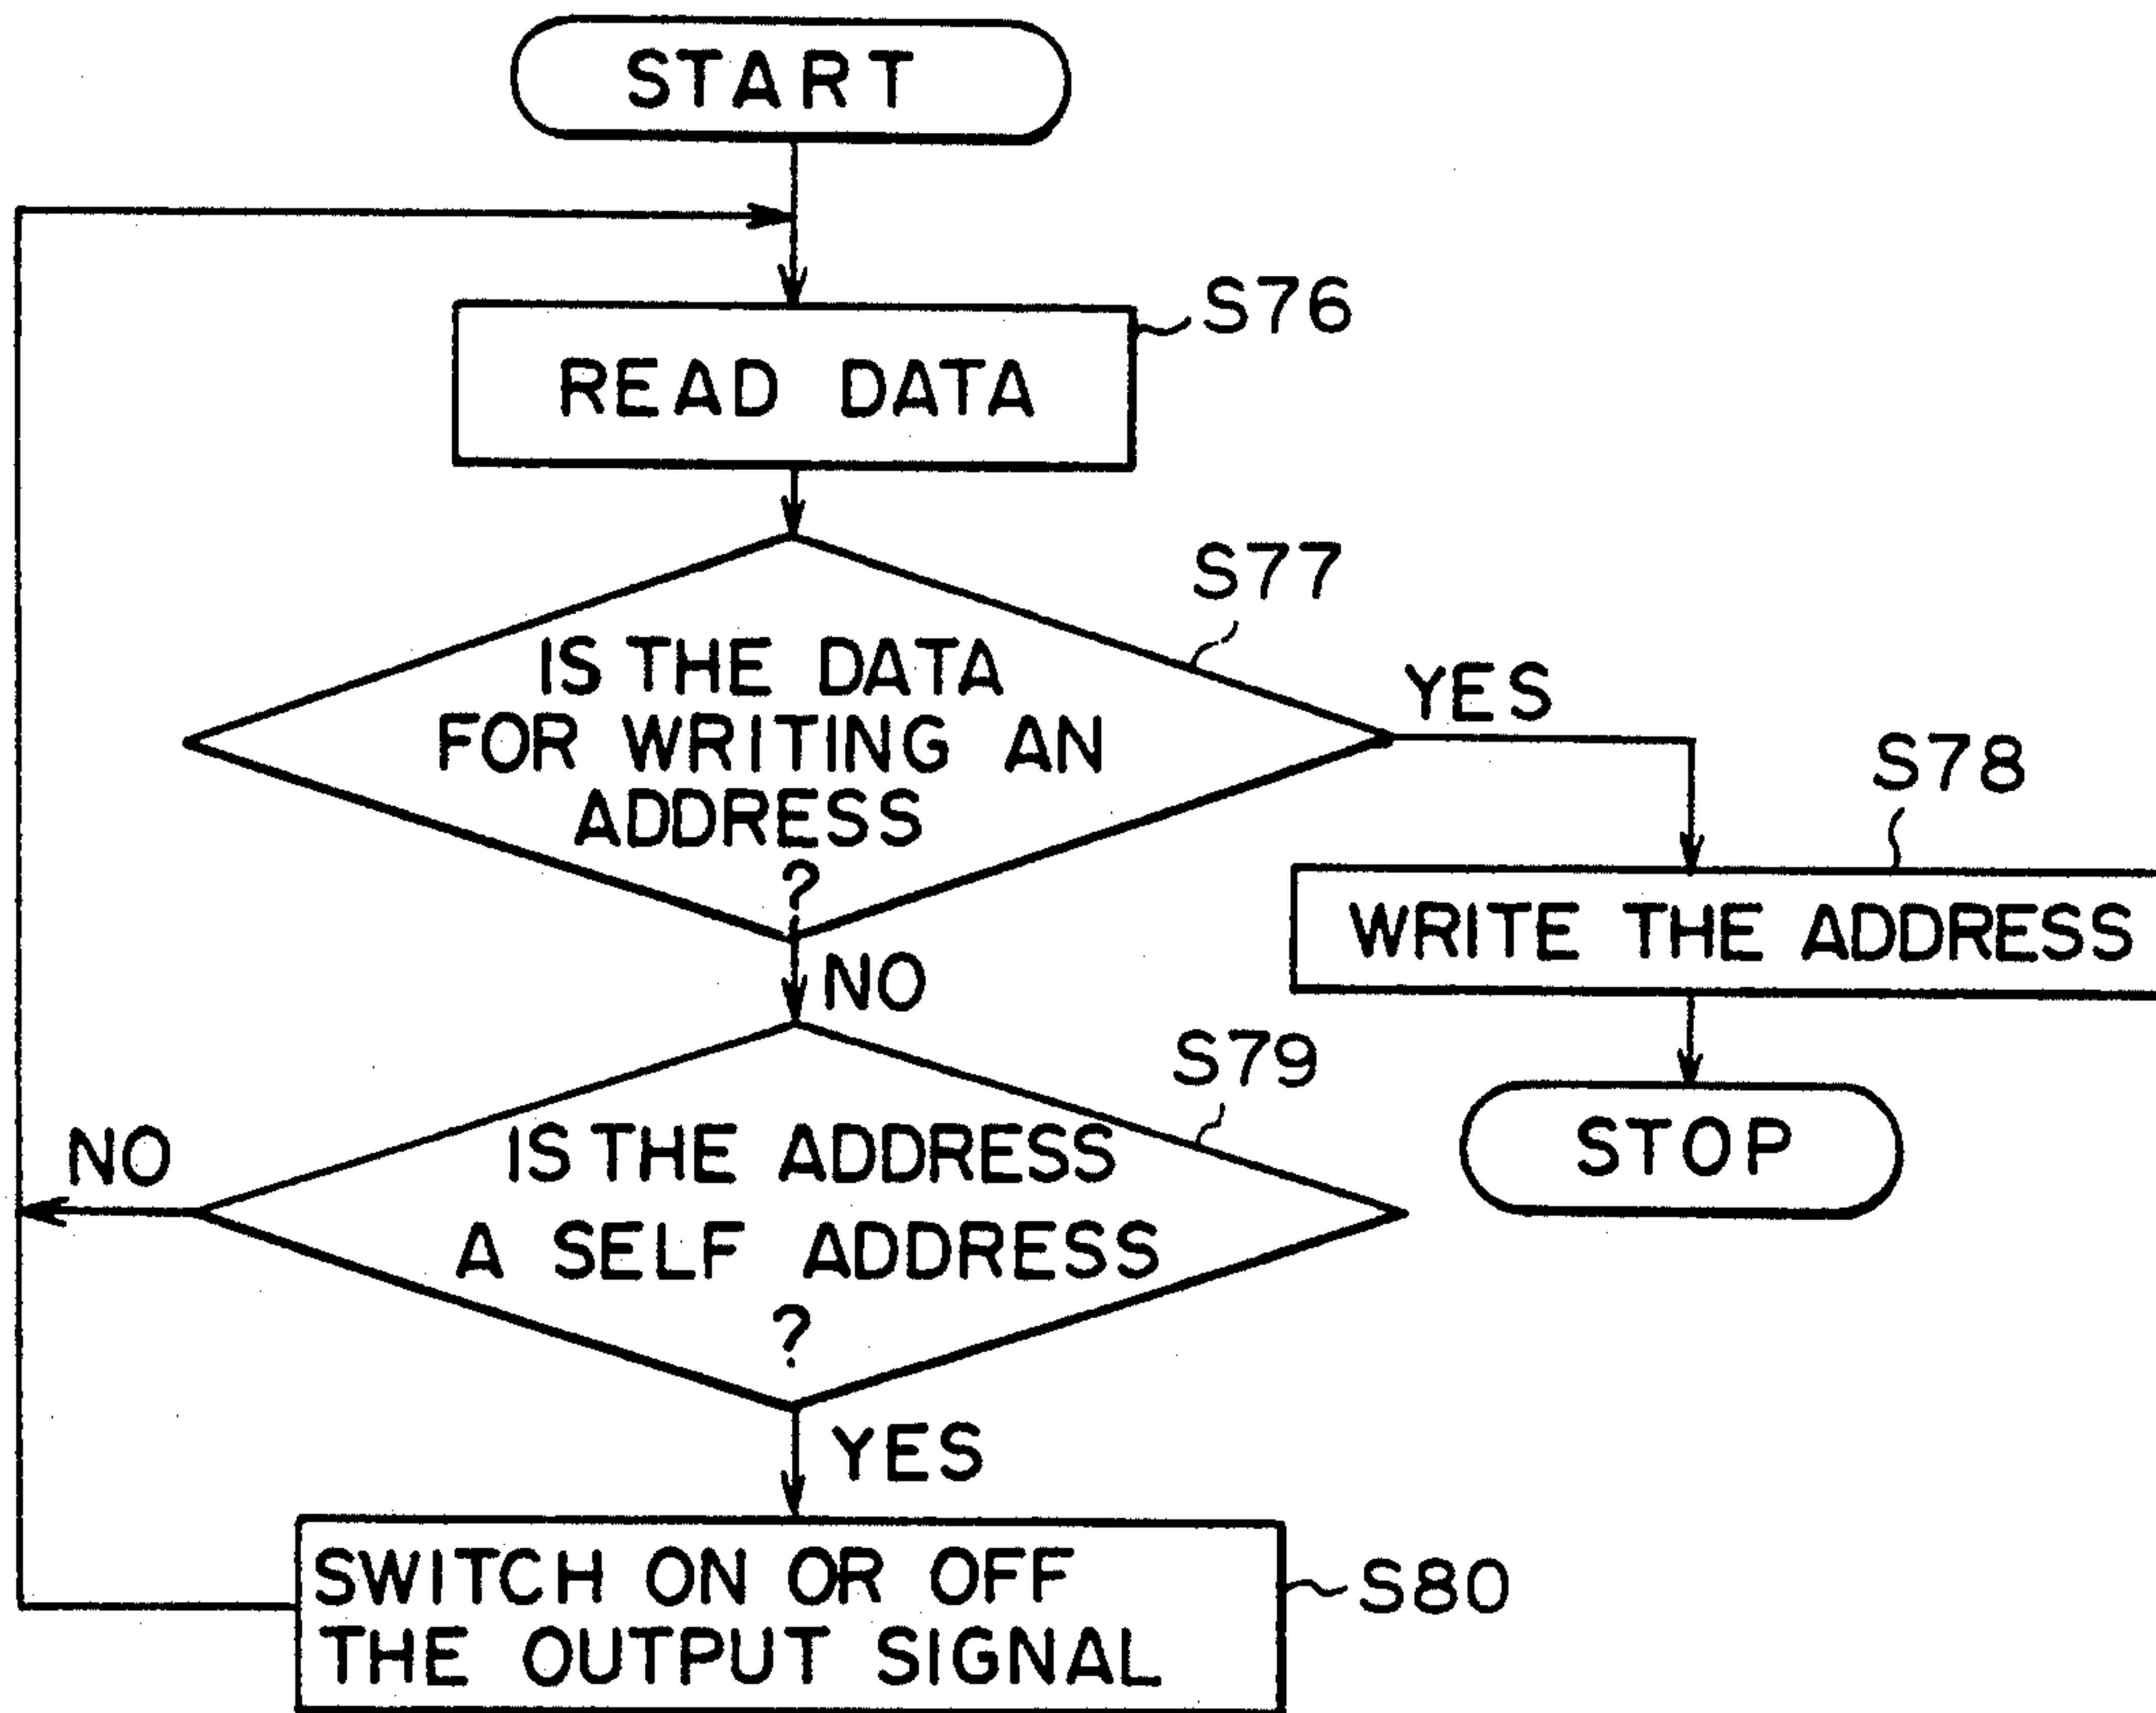 START
S76
READ DATA
S77
IS THE DATA
FOR WRITING AN
ADDRESS
?
YES
S78
WRITE THE ADDRESS
NO
S79
IS THE ADDRESS
A SELF ADDRESS
?
NO
STOP
YES
SWITCH ON OR OFF
THE OUTPUT SIGNAL
S80